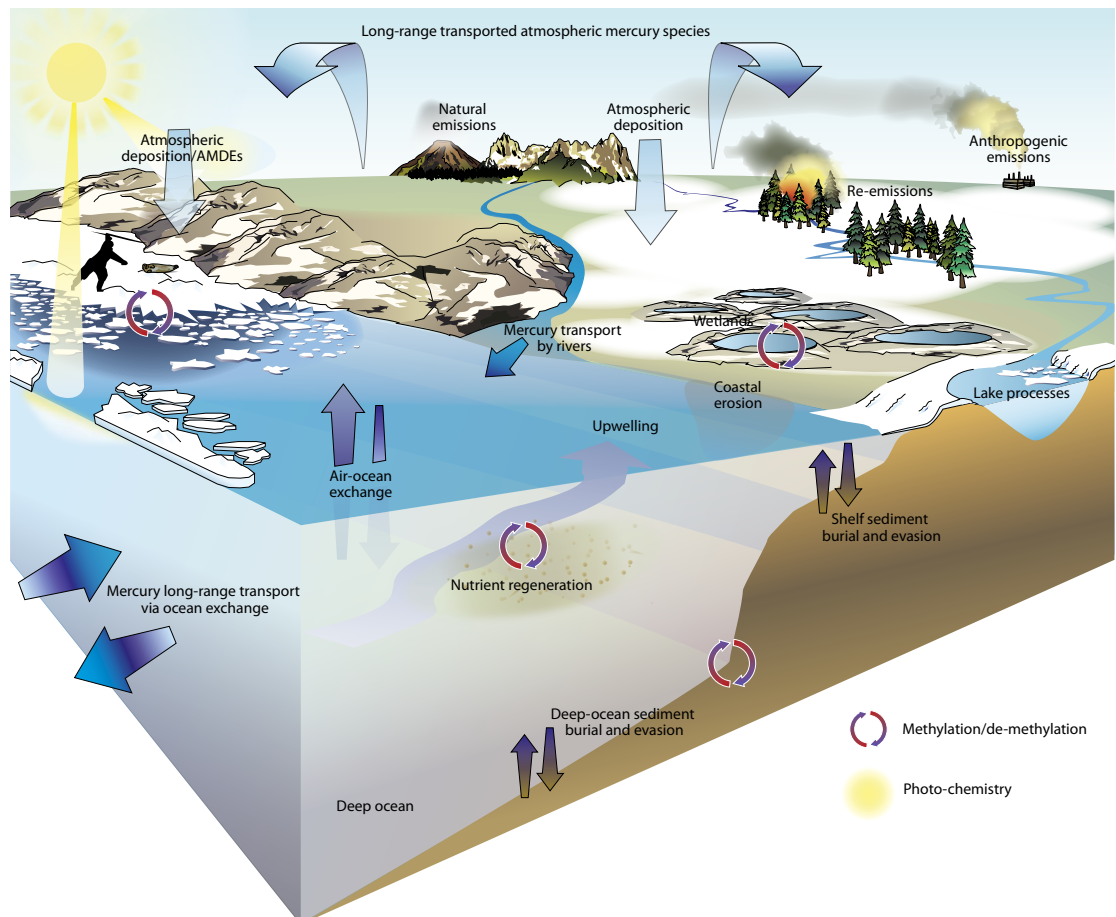 Long-range transported atmospheric mercury species
Natural
emissions
Atmospheric
deposition
Atmospheric
deposition/AMDEs
Anthropogenic
emissions
Re-emissions
Mercury transport
by rivers
Wetlands
Coastal
erosion
Lake processes
Upwelling
Air-ocean
exchange
Shelf sediment
burial and evasion
Nutrient regeneration
Mercury long-range transport
via ocean exchange
Deep-ocean sediment
burial and evasion
Methylation/de-methylation
Photo-chemistry
Deep ocean